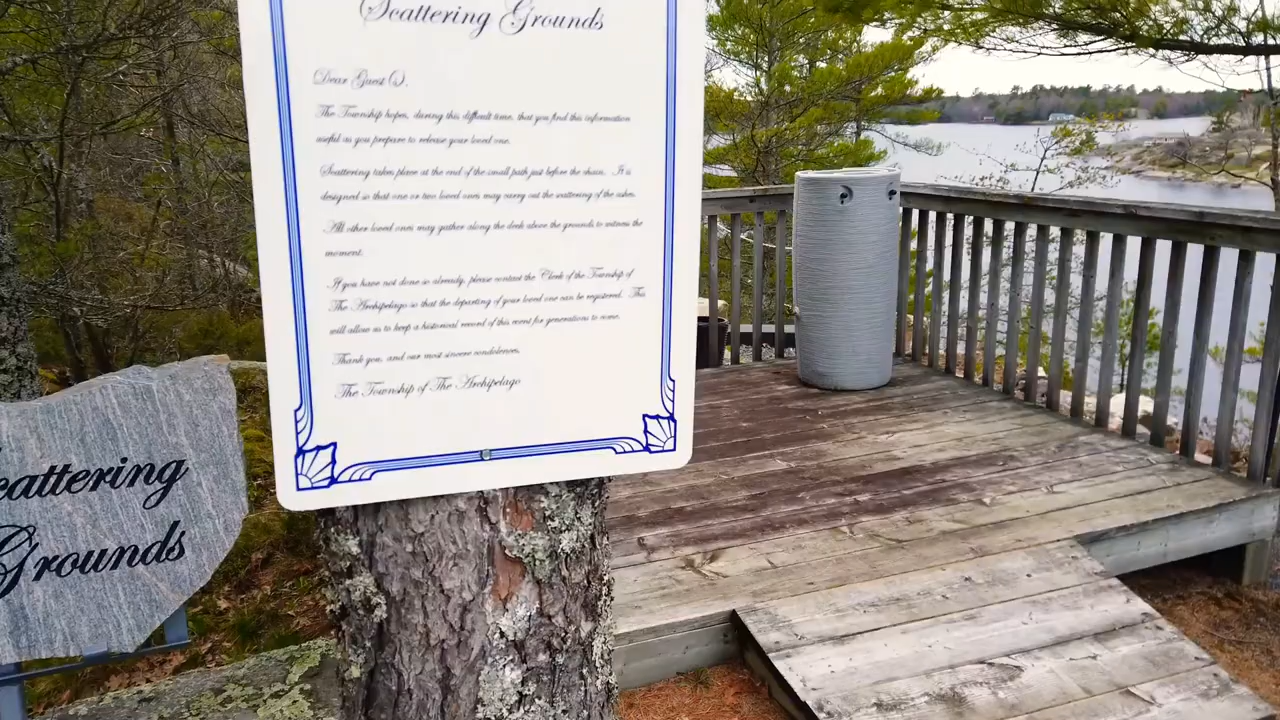 Scattering Grounds
Dear Guest(s),
The Township hopes, during this difficult time, that you find this information
useful as you prepare to release your loved one.
Scattering takes place at the end of the small path just before the chain. It is
designed so that one or two loved ones may carry out the scattering of the ashes.
All other loved ones may gather along the deck above the grounds to witness the
moment.
If you have not done so already, please contact the Clerk of the Township of
The Archipelago so that the departing of your loved one can be registered. This
will allow us to keep a historical record of this event for generations to come.
Thank you, and our most sincere condolences,
The Township of The Archipelago
Scattering
Grounds